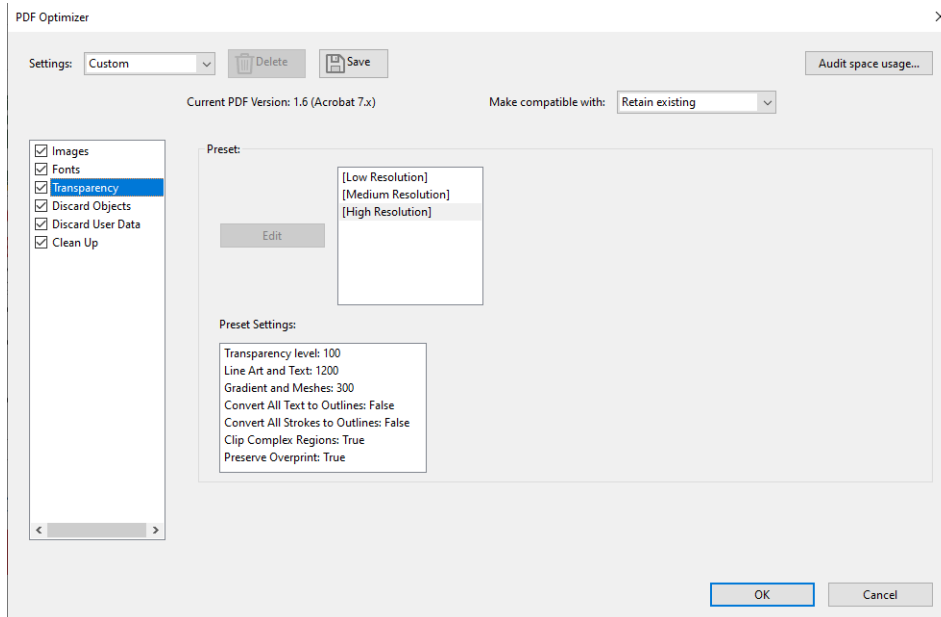 PDF Optimizer
Settings: Custom Delete Save Audit space usage...
Current PDF Version: 1.6 (Acrobat 7.x) Make compatible with: Retain existing
Images
Fonts
Transparency
Discard Objects
Discard User Data
Clean Up
Preset:
[Low Resolution]
[Medium Resolution]
[High Resolution]
Edit
Preset Settings:
Transparency level: 100
Line Art and Text: 1200
Gradient and Meshes: 300
Convert All Text to Outlines: False
Convert All Strokes to Outlines: False
Clip Complex Regions: True
Preserve Overprint: True
OK Cancel